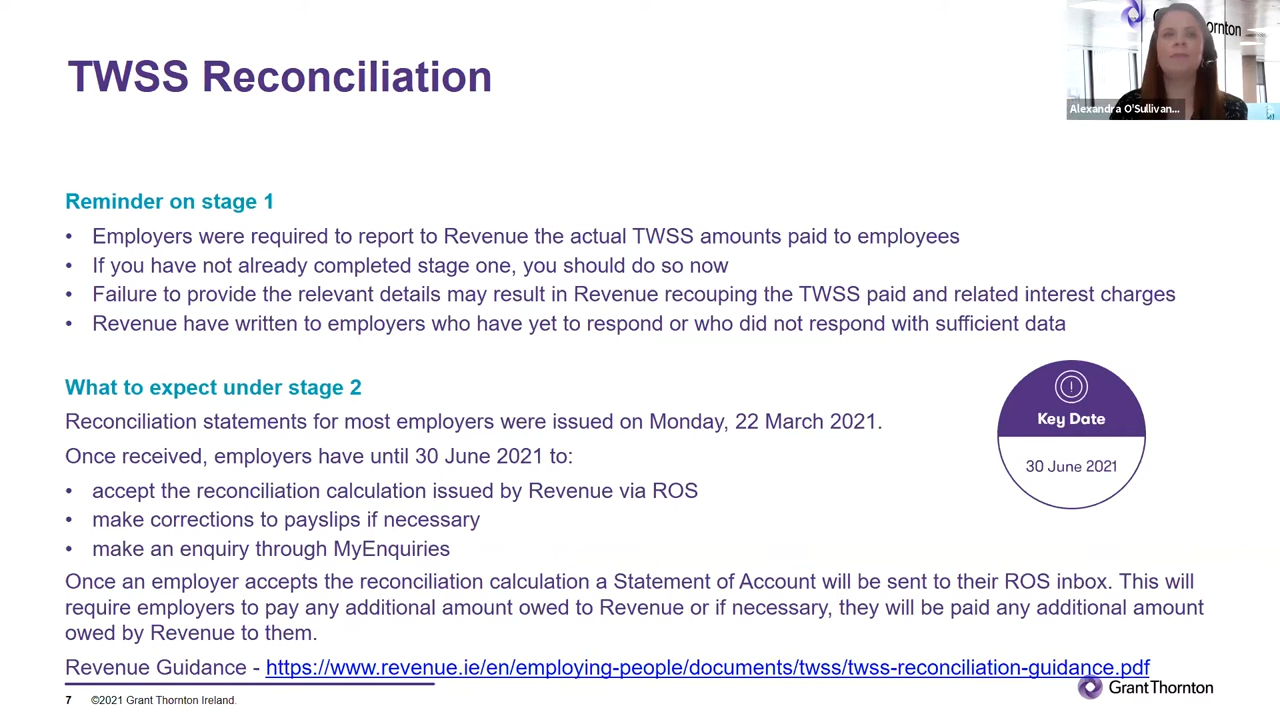 TWSS Reconciliation
ornton
Alexandra O'Sullivan...
Reminder on stage 1
• Employers were required to report to Revenue the actual TWSS amounts paid to employees
• If you have not already completed stage one, you should do so now
• Failure to provide the relevant details may result in Revenue recouping the TWSS paid and related interest charges
• Revenue have written to employers who have yet to respond or who did not respond with sufficient data
What to expect under stage 2
Reconciliation statements for most employers were issued on Monday, 22 March 2021.
Once received, employers have until 30 June 2021 to:
• accept the reconciliation calculation issued by Revenue via ROS
• make corrections to payslips if necessary
• make an enquiry through MyEnquiries
Key Date
30 June 2021
Once an employer accepts the reconciliation calculation a Statement of Account will be sent to their ROS inbox. This will
require employers to pay any additional amount owed to Revenue or if necessary, they will be paid any additional amount
owed by Revenue to them.
Revenue Guidance - https://www.revenue.ie/en/employing-people/documents/twss/twss-reconciliation-guidance.pdf
7 ©2021 Grant Thornton Ireland.
GrantThornton